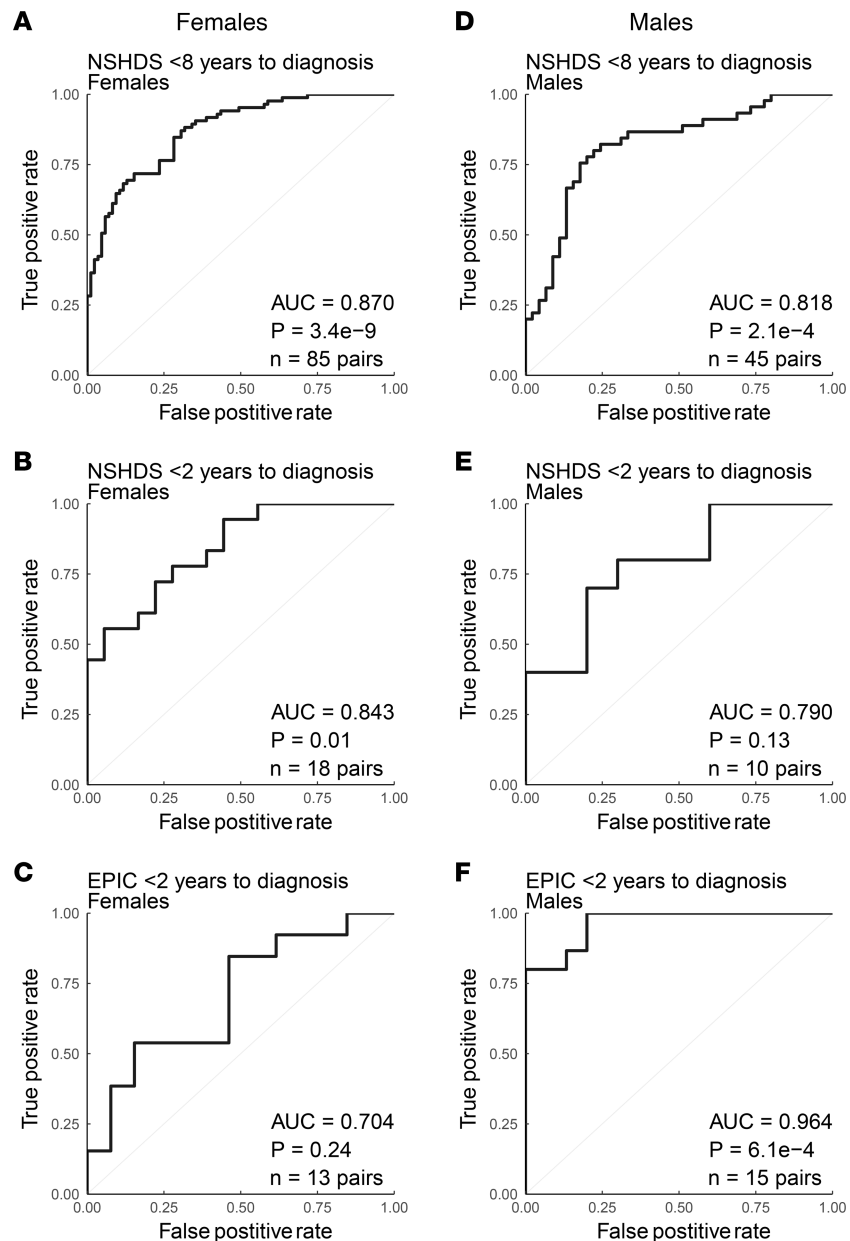 A
Females
NSHDS <8 years to diagnosis
Females
1.00
0.75
0.50
0.25
0.00
True positive rate
AUC = 0.870
P = 3.4e−9
n = 85 pairs
0.00 0.25 0.50 0.75 1.00
False postitive rate
D
Males
NSHDS <8 years to diagnosis
Males
1.00
0.75
0.50
0.25
0.00
True positive rate
AUC = 0.818
P = 2.1e−4
n = 45 pairs
0.00 0.25 0.50 0.75 1.00
False postitive rate
B
NSHDS <2 years to diagnosis
Females
1.00
0.75
0.50
0.25
0.00
True positive rate
AUC = 0.843
P = 0.01
n = 18 pairs
0.00 0.25 0.50 0.75 1.00
False postitive rate
E
NSHDS <2 years to diagnosis
Males
1.00
0.75
0.50
0.25
0.00
True positive rate
AUC = 0.790
P = 0.13
n = 10 pairs
0.00 0.25 0.50 0.75 1.00
False postitive rate
C
EPIC <2 years to diagnosis
Females
1.00
0.75
0.50
0.25
0.00
True positive rate
AUC = 0.704
P = 0.24
n = 13 pairs
0.00 0.25 0.50 0.75 1.00
False postitive rate
F
EPIC <2 years to diagnosis
Males
1.00
0.75
0.50
0.25
0.00
True positive rate
AUC = 0.964
P = 6.1e−4
n = 15 pairs
0.00 0.25 0.50 0.75 1.00
False postitive rate